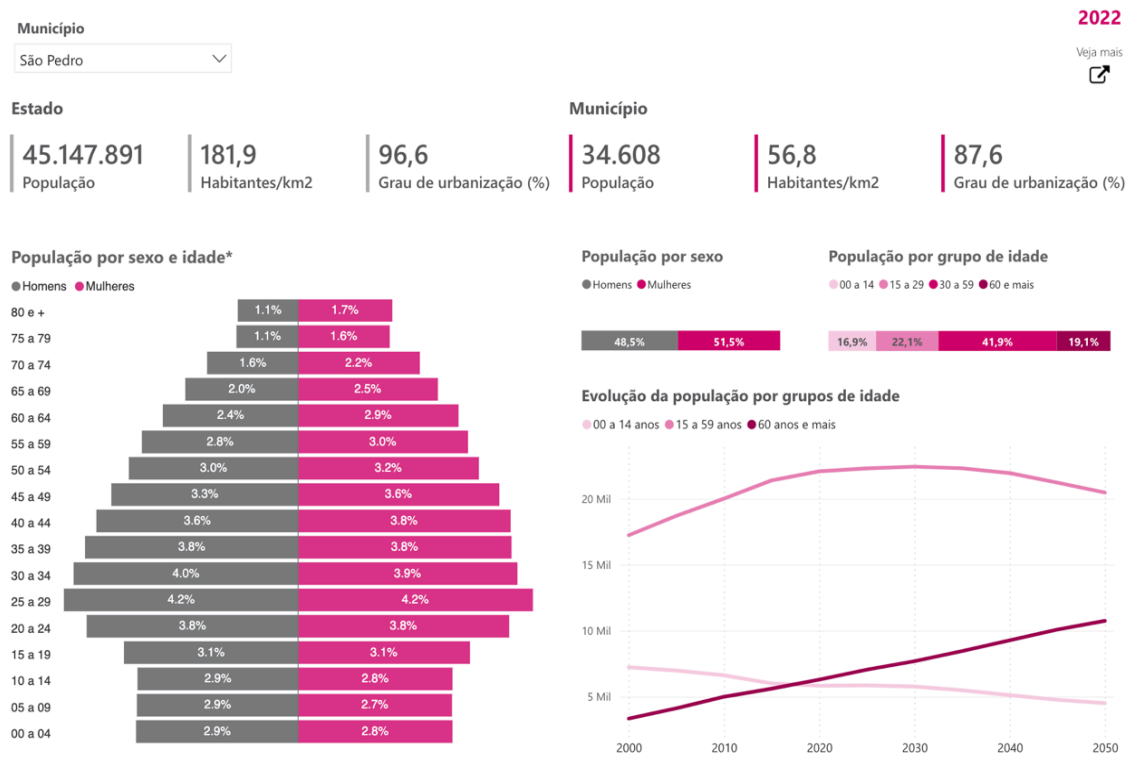 Município
São Pedro
2022
Veja mais
Estado
45.147.891
População
181,9
Habitantes/km2
96,6
Grau de urbanização (%)
Município
34.608
População
56,8
Habitantes/km2
87,6
Grau de urbanização (%)
População por sexo e idade*
Homens Mulheres
80 e + 1.1% 1.7%
75 a 79 1.1% 1.6%
70 a 74 1.6% 2.2%
65 a 69 2.0% 2.5%
60 a 64 2.4% 2.9%
55 a 59 2.8% 3.0%
50 a 54 3.0% 3.2%
45 a 49 3.3% 3.6%
40 a 44 3.6% 3.8%
35 a 39 3.8% 3.8%
30 a 34 4.0% 3.9%
25 a 29 4.2% 4.2%
20 a 24 3.8% 3.8%
15 a 19 3.1% 3.1%
10 a 14 2.9% 2.8%
05 a 09 2.9% 2.7%
00 a 04 2.9% 2.8%
População por sexo
Homens Mulheres
48,5% 51,5%
População por grupo de idade
00 a 14 15 a 29 30 a 59 60 e mais
16,9% 22,1% 41,9% 19,1%
Evolução da população por grupos de idade
00 a 14 anos 15 a 59 anos 60 anos e mais
20 Mil
15 Mil
10 Mil
5 Mil
2000 2010 2020 2030 2040 2050